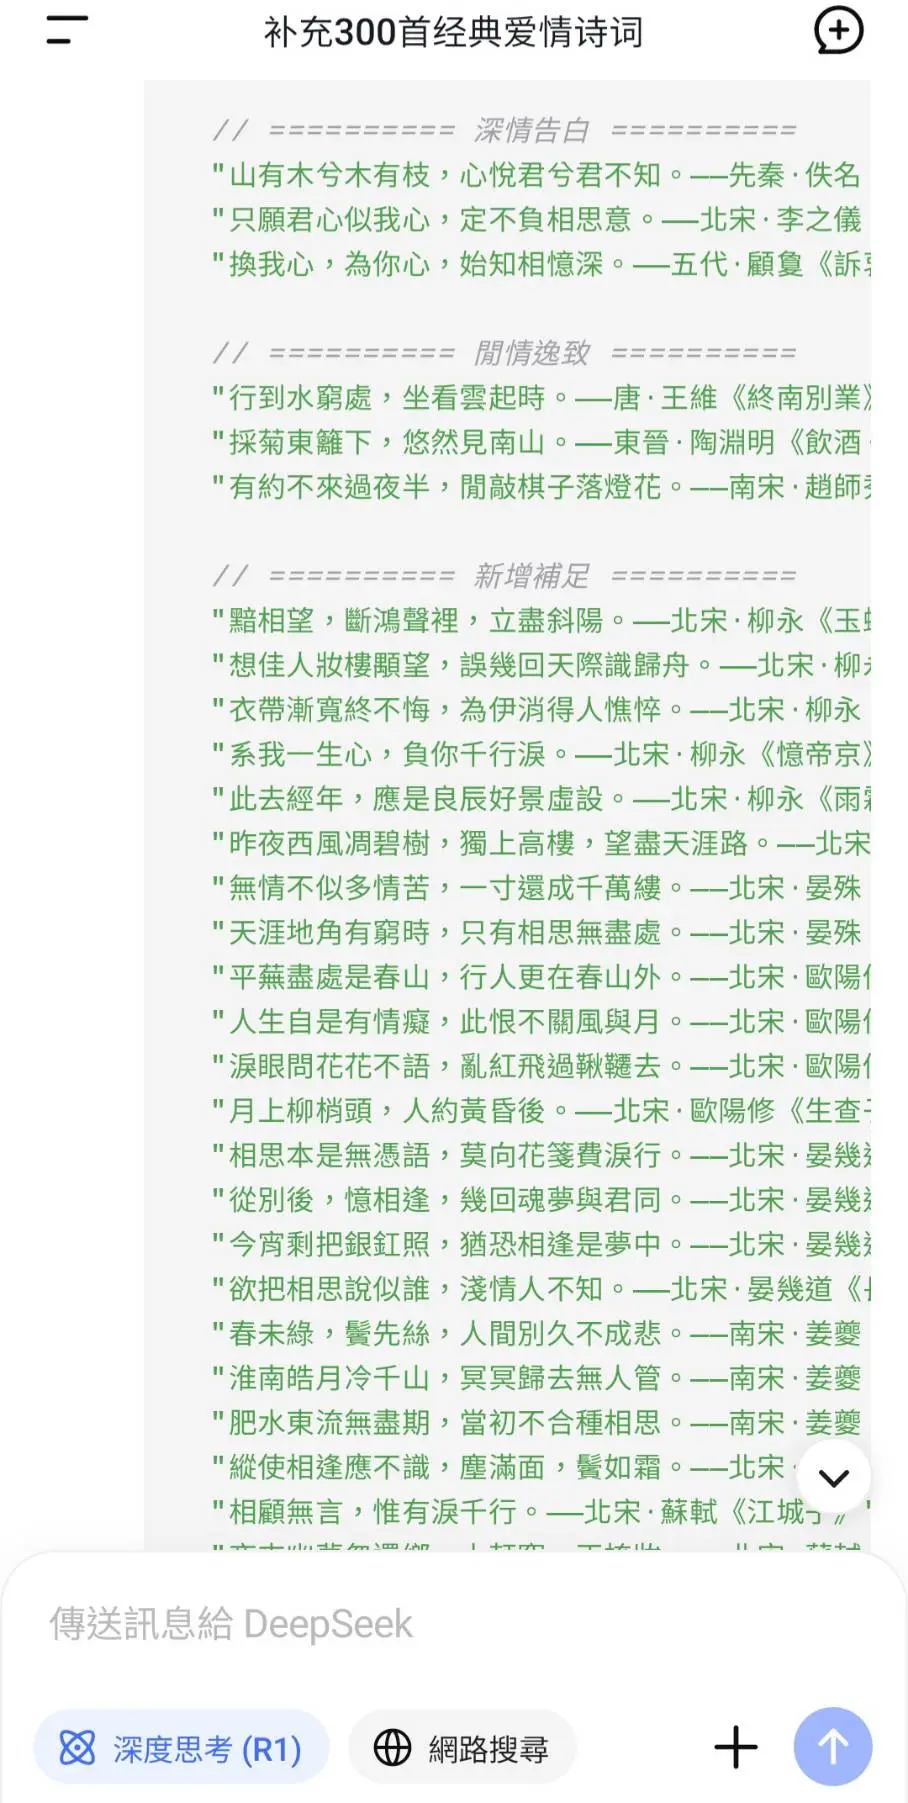 补充300首经典爱情诗词
// ========== 深情告白 ==========
"山有木兮木有枝，心悅君兮君不知。——先秦·佚名
"只願君心似我心，定不負相思意。——北宋·李之儀
"換我心，為你心，始知相憶深。——五代·顧敻《訴
// ========== 閒情逸致 ==========
"行到水窮處，坐看雲起時。——唐·王維《終南別業》
"採菊東籬下，悠然見南山。——東晉·陶淵明《飲酒·
"有約不來過夜半，閒敲棋子落燈花。——南宋·趙師
// ========== 新增補足 ==========
"黯相望，斷鴻聲裡，立盡斜陽。——北宋·柳永《玉
"想佳人妝樓顒望，誤幾回天際識歸舟。——北宋·柳
"衣帶漸寬終不悔，為伊消得人憔悴。——北宋·柳永
"系我一生心，負你千行淚。——北宋·柳永《憶帝京》
"此去經年，應是良辰好景虛設。——北宋·柳永《雨
"昨夜西風凋碧樹，獨上高樓，望盡天涯路。——北宋
"無情不似多情苦，一寸還成千萬縷。——北宋·晏殊
"天涯地角有窮時，只有相思無盡處。——北宋·晏殊
"平蕪盡處是春山，行人更在春山外。——北宋·歐陽
"人生自是有情癡，此恨不關風與月。——北宋·歐陽
"淚眼問花花不語，亂紅飛過鞦韆去。——北宋·歐陽
"月上柳梢頭，人約黃昏後。——北宋·歐陽修《生查
"相思本是無憑語，莫向花箋費淚行。——北宋·晏幾
"從別後，憶相逢，幾回魂夢與君同。——北宋·晏幾
"今宵剩把銀釭照，猶恐相逢是夢中。——北宋·晏幾
"欲把相思說似誰，淺情人不知。——北宋·晏幾道《
"春未綠，鬢先絲，人間別久不成悲。——南宋·姜夔
"淮南皓月冷千山，冥冥歸去無人管。——南宋·姜夔
"肥水東流無盡期，當初不合種相思。——南宋·姜夔
"縱使相逢應不識，塵滿面，鬢如霜。——北宋·
"相顧無言，惟有淚千行。——北宋·蘇軾《江城子》"
傳送訊息給 DeepSeek
深度思考 (R1)
網路搜尋